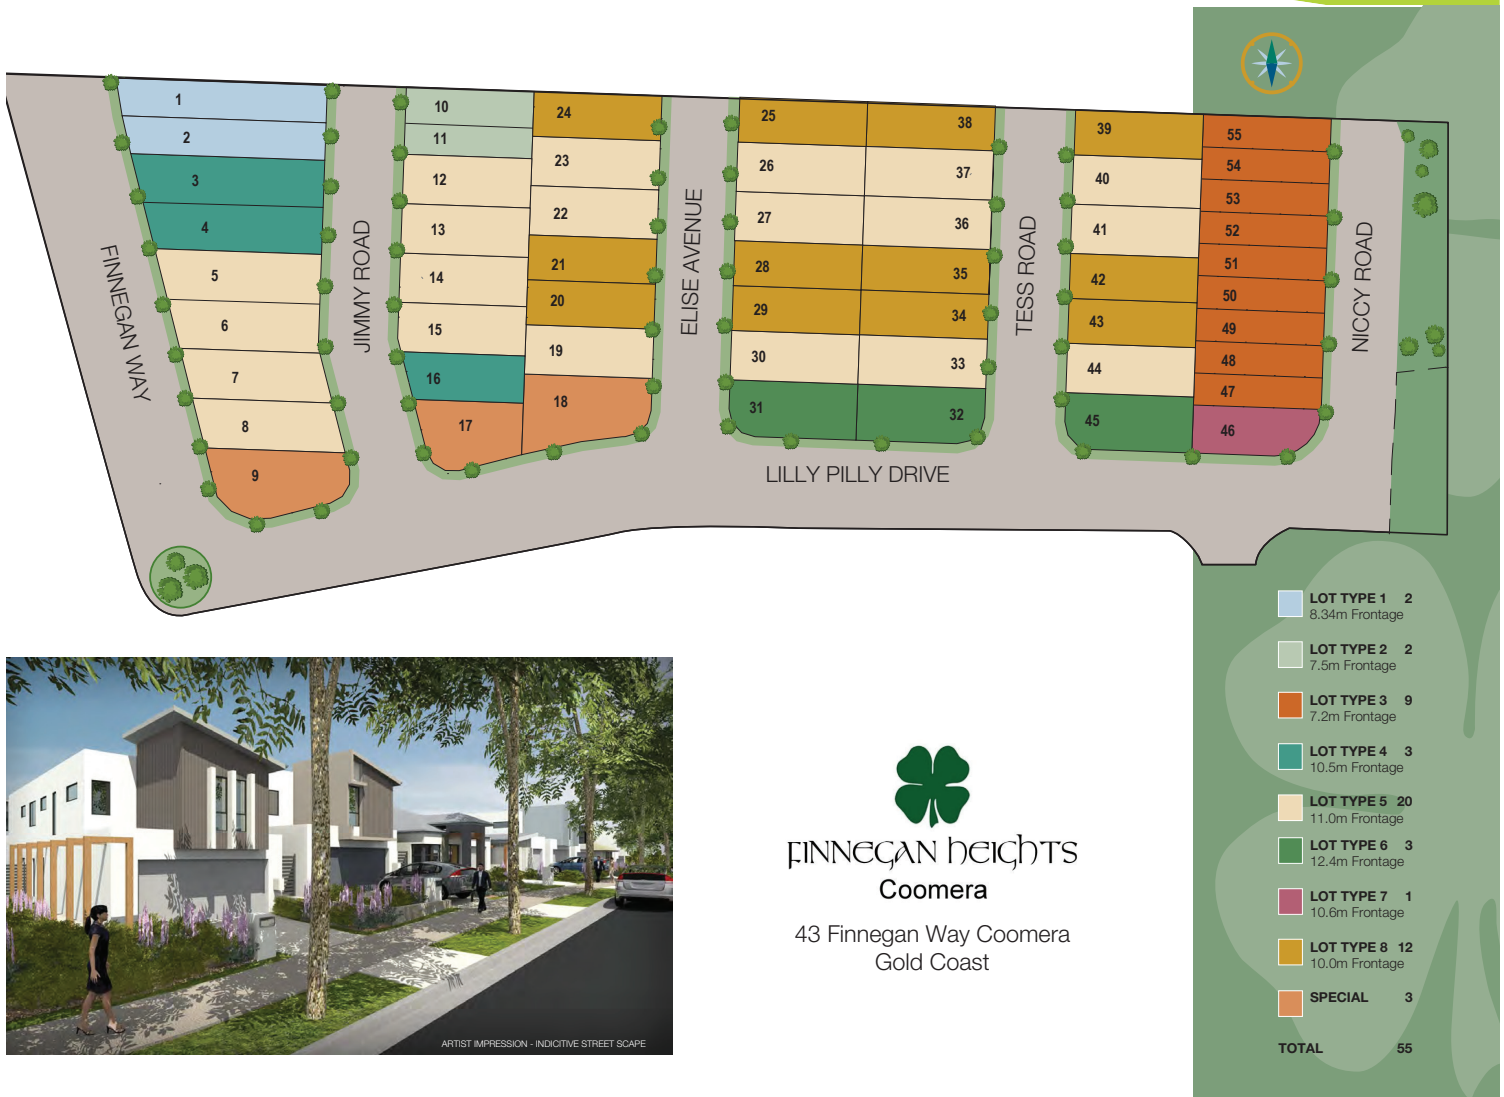 1
2
3
4
5
6
7
8
9
10
11
12
13
14
15
16
17
24
23
22
21
20
19
18
25
26
27
28
29
30
31
38
37
36
35
34
33
32
39
40
41
42
43
44
45
55
54
53
52
51
50
49
48
47
46
FINNEGAN WAY
JIMMY ROAD
ELISE AVENUE
TESS ROAD
NICCY ROAD
LILLY PILLY DRIVE
LOT TYPE 1 2
8.34m Frontage
LOT TYPE 2 2
7.5m Frontage
LOT TYPE 3 9
7.2m Frontage
LOT TYPE 4 3
10.5m Frontage
LOT TYPE 5 20
11.0m Frontage
LOT TYPE 6 3
12.4m Frontage
LOT TYPE 7 1
10.6m Frontage
LOT TYPE 8 12
10.0m Frontage
SPECIAL 3
TOTAL 55
FINNEGAN HEIGHTS
Coomera
43 Finnegan Way Coomera
Gold Coast
ARTIST IMPRESSION - INDICITIVE STREET SCAPE